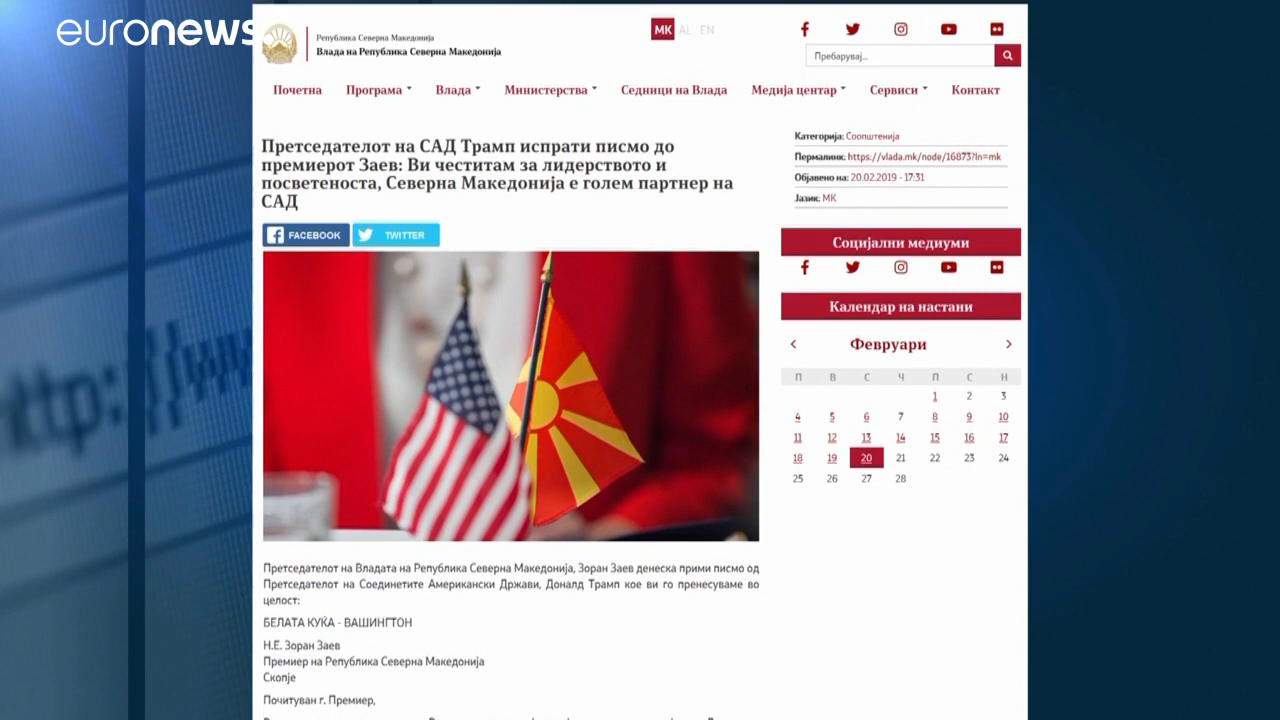 euronews
Република Северна Македонија
Влада на Република Северна Македонија
MK AL EN
Пребарувај...
Почетна Програма Влада Министерства Седници на Влада Медија центар Сервиси Контакт
Претседателот на САД Трамп испрати писмо до
премиерот Заев: Ви честитам за лидерството и
посветеноста, Северна Македонија е голем партнер на
САД
FACEBOOK TWITTER
Категорија: Соопштенија
Пермалинк: https://vlada.mk/node/16873?ln=mk
Објавено на: 20.02.2019 - 17:31
Јазик: МК
Социјални медиуми
Календар на настани
Февруари
П В С Ч П С Н
1 2 3
4 5 6 7 8 9 10
11 12 13 14 15 16 17
18 19 20 21 22 23 24
25 26 27 28
Претседателот на Владата на Република Северна Македонија, Зоран Заев денеска прими писмо од
Претседателот на Соединетите Американски Држави, Доналд Трамп кое ви го пренесуваме во
целост:
БЕЛАТА КУЌА - ВАШИНГТОН
Н.Е. Зоран Заев
Премиер на Република Северна Македонија
Скопје
Почитуван г. Премиер,
http: